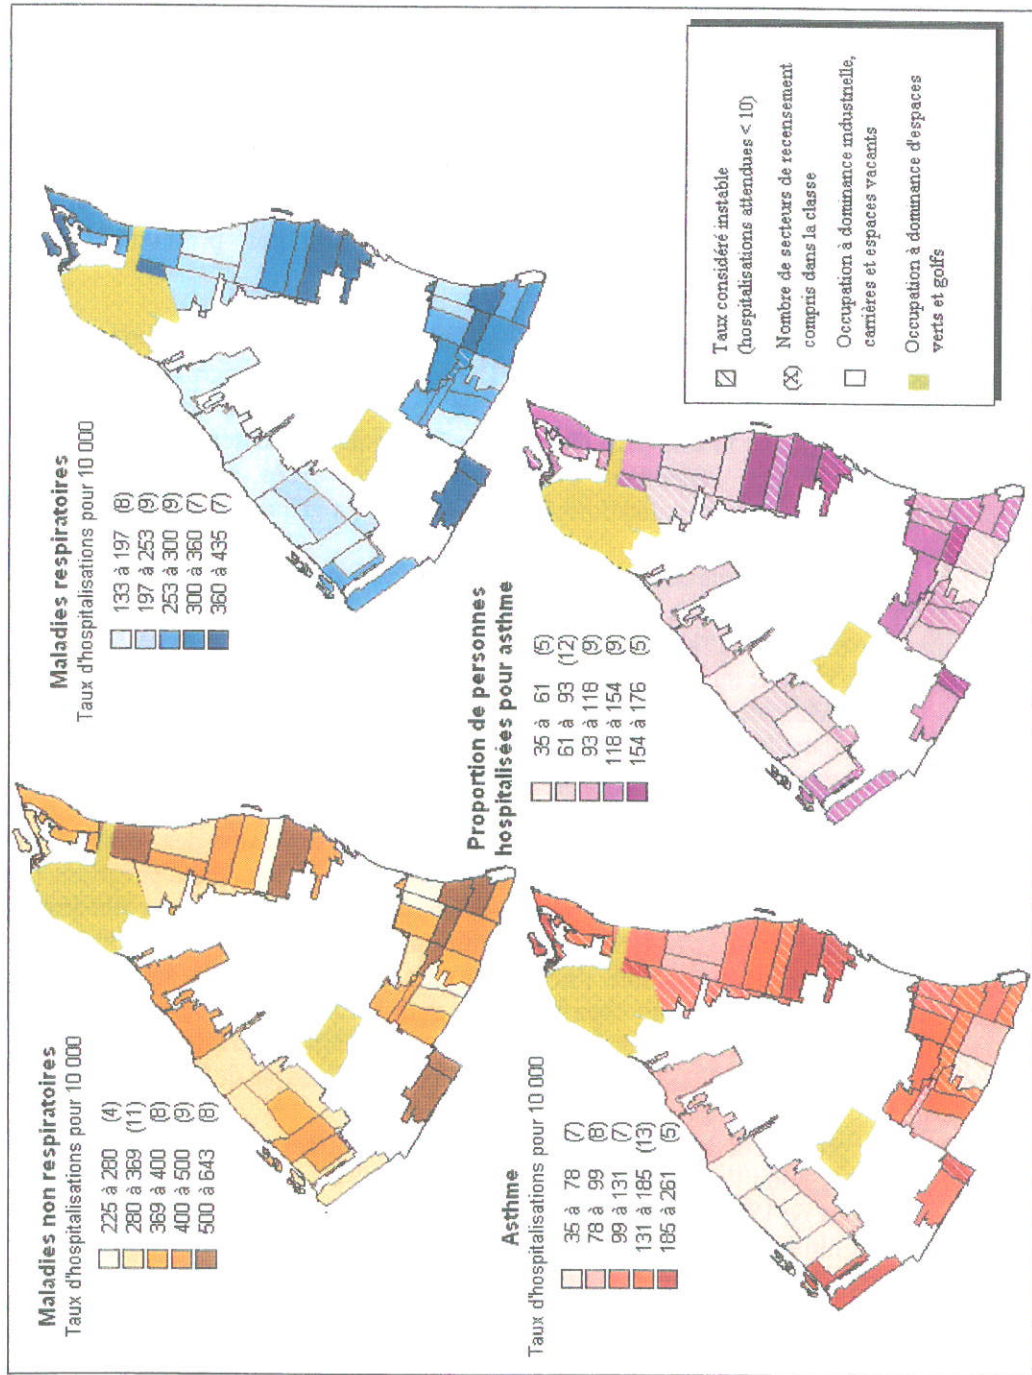 Maladies non respiratoires
Taux d'hospitalisations pour 10 000
225 à 280 (4)
280 à 369 (11)
369 à 400 (8)
400 à 500 (9)
500 à 643 (8)
Maladies respiratoires
Taux d'hospitalisations pour 10 000
133 à 197 (8)
197 à 253 (9)
253 à 300 (9)
300 à 360 (7)
360 à 435 (7)
Asthme
Taux d'hospitalisations pour 10 000
35 à 78 (7)
78 à 99 (8)
99 à 131 (7)
131 à 185 (13)
185 à 261 (5)
Proportion de personnes
hospitalisées pour asthme
35 à 61 (5)
61 à 93 (12)
93 à 118 (9)
118 à 154 (9)
154 à 176 (5)
Taux considéré instable
(hospitalisations attendues < 10)
(X) Nombre de secteurs de recensement
compris dans la classe
Occupation à dominance industrielle,
carrières et espaces vacants
Occupation à dominance d'espaces
verts et golfs